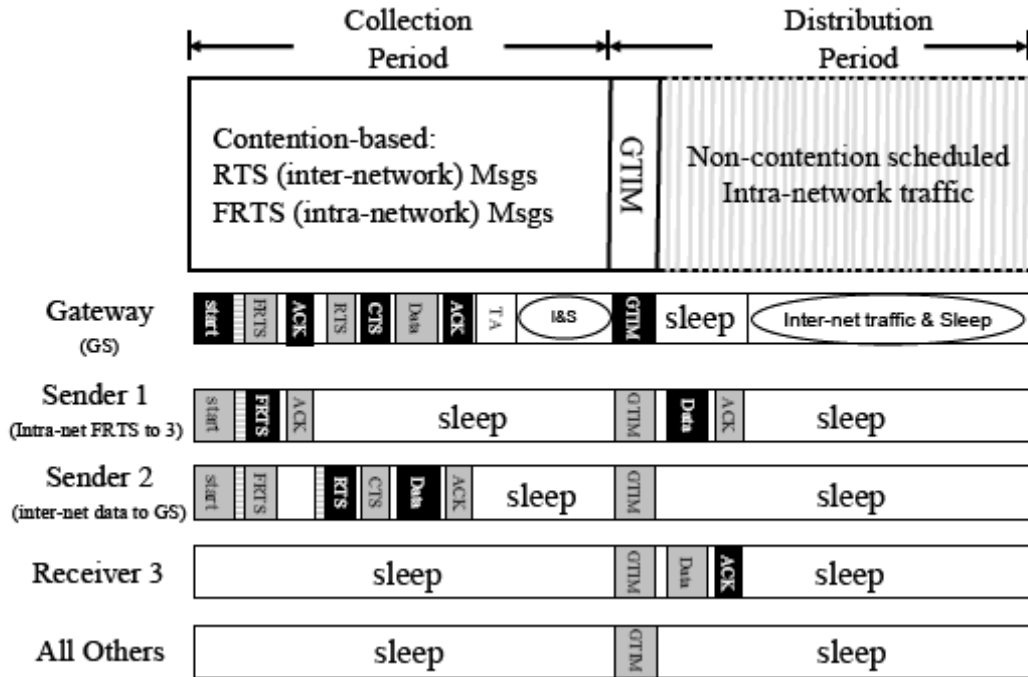 Collection Period
Distribution Period
Contention-based:
RTS (inter-network) Msgs
FRTS (intra-network) Msgs
GTIM
Non-contention scheduled
Intra-network traffic
Gateway
(GS)
start FRTS ACK RTS CTS Data ACK TA I&S GTIM sleep Inter-net traffic & Sleep
Sender 1
(Intra-net FRTS to 3)
start FRTS ACK sleep GTIM Data ACK sleep
Sender 2
(inter-net data to GS)
start FRTS RTS CTS Data ACK sleep GTIM sleep
Receiver 3
sleep GTIM Data ACK sleep
All Others
sleep GTIM sleep